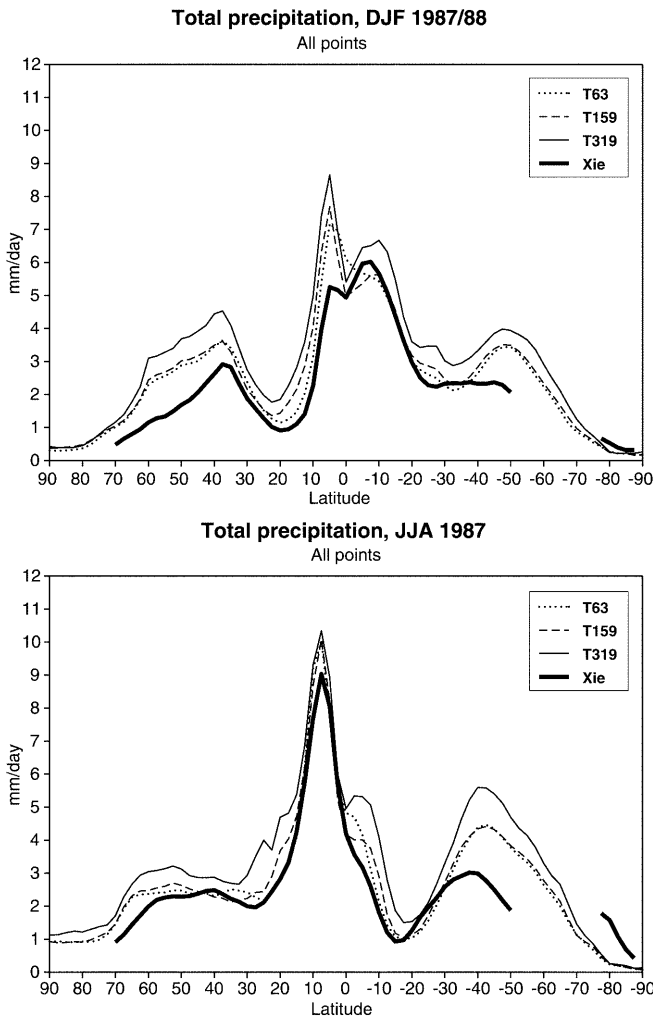 Total precipitation, DJF 1987/88
All points
12
11
10
9
8
7
6
5
4
3
2
1
0
mm/day
T63
T159
T319
Xie
90 80 70 60 50 40 30 20 10 0 -10 -20 -30 -40 -50 -60 -70 -80 -90
Latitude
Total precipitation, JJA 1987
All points
12
11
10
9
8
7
6
5
4
3
2
1
0
mm/day
T63
T159
T319
Xie
90 80 70 60 50 40 30 20 10 0 -10 -20 -30 -40 -50 -60 -70 -80 -90
Latitude